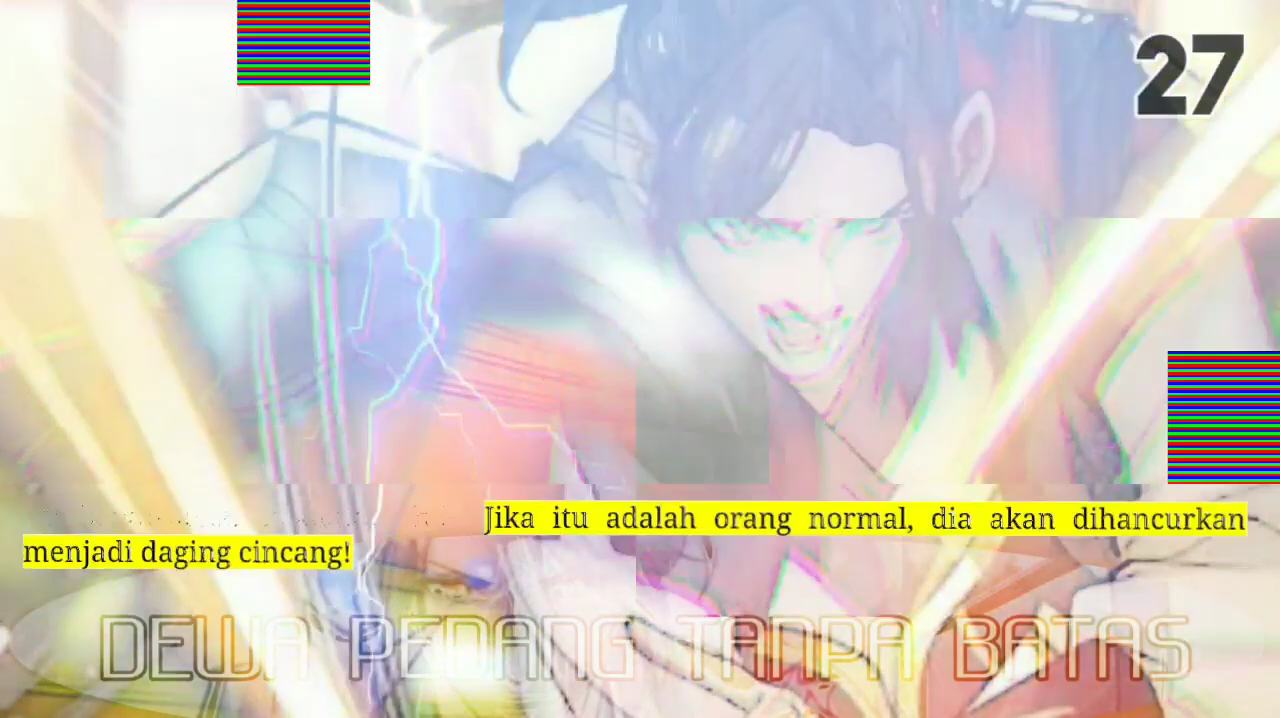 27
Jika itu adalah orang normal, dia akan dihancurkan
menjadi daging cincang!
DEWA PEDANG TANPA BATAS